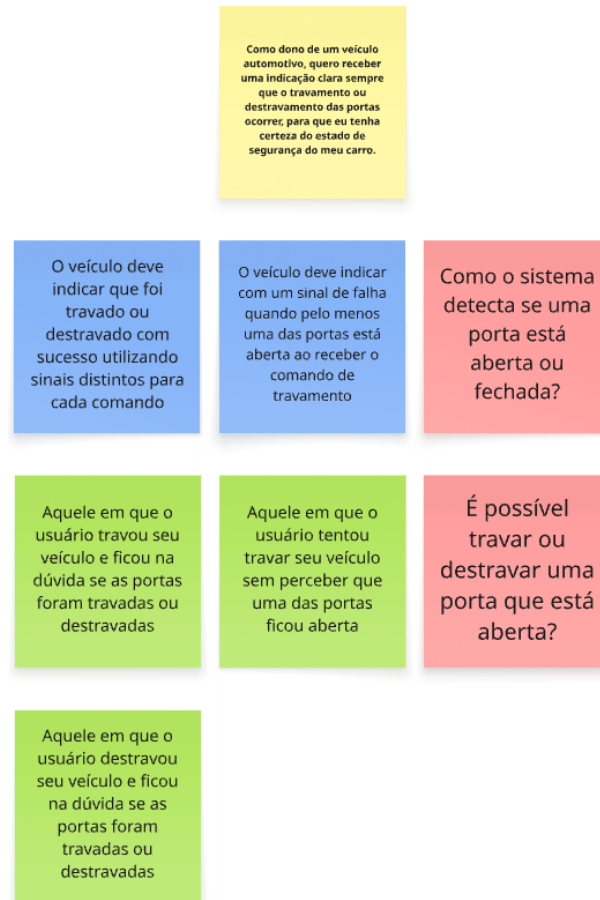 Como dono de um veículo
automotivo, quero receber
uma indicação clara sempre
que o travamento ou
destravamento das portas
ocorrer, para que eu tenha
certeza do estado de
segurança do meu carro.
O veículo deve
indicar que foi
travado ou
destravado com
sucesso utilizando
sinais distintos para
cada comando
O veículo deve indicar
com um sinal de falha
quando pelo menos
uma das portas está
aberta ao receber o
comando de
travamento
Como o sistema
detecta se uma
porta está
aberta ou
fechada?
Aquele em que o
usuário travou seu
veículo e ficou na
dúvida se as portas
foram travadas ou
destravadas
Aquele em que o
usuário tentou
travar seu veículo
sem perceber que
uma das portas
ficou aberta
É possível
travar ou
destravar uma
porta que está
aberta?
Aquele em que o
usuário destravou
seu veículo e ficou
na dúvida se as
portas foram
travadas ou
destravadas